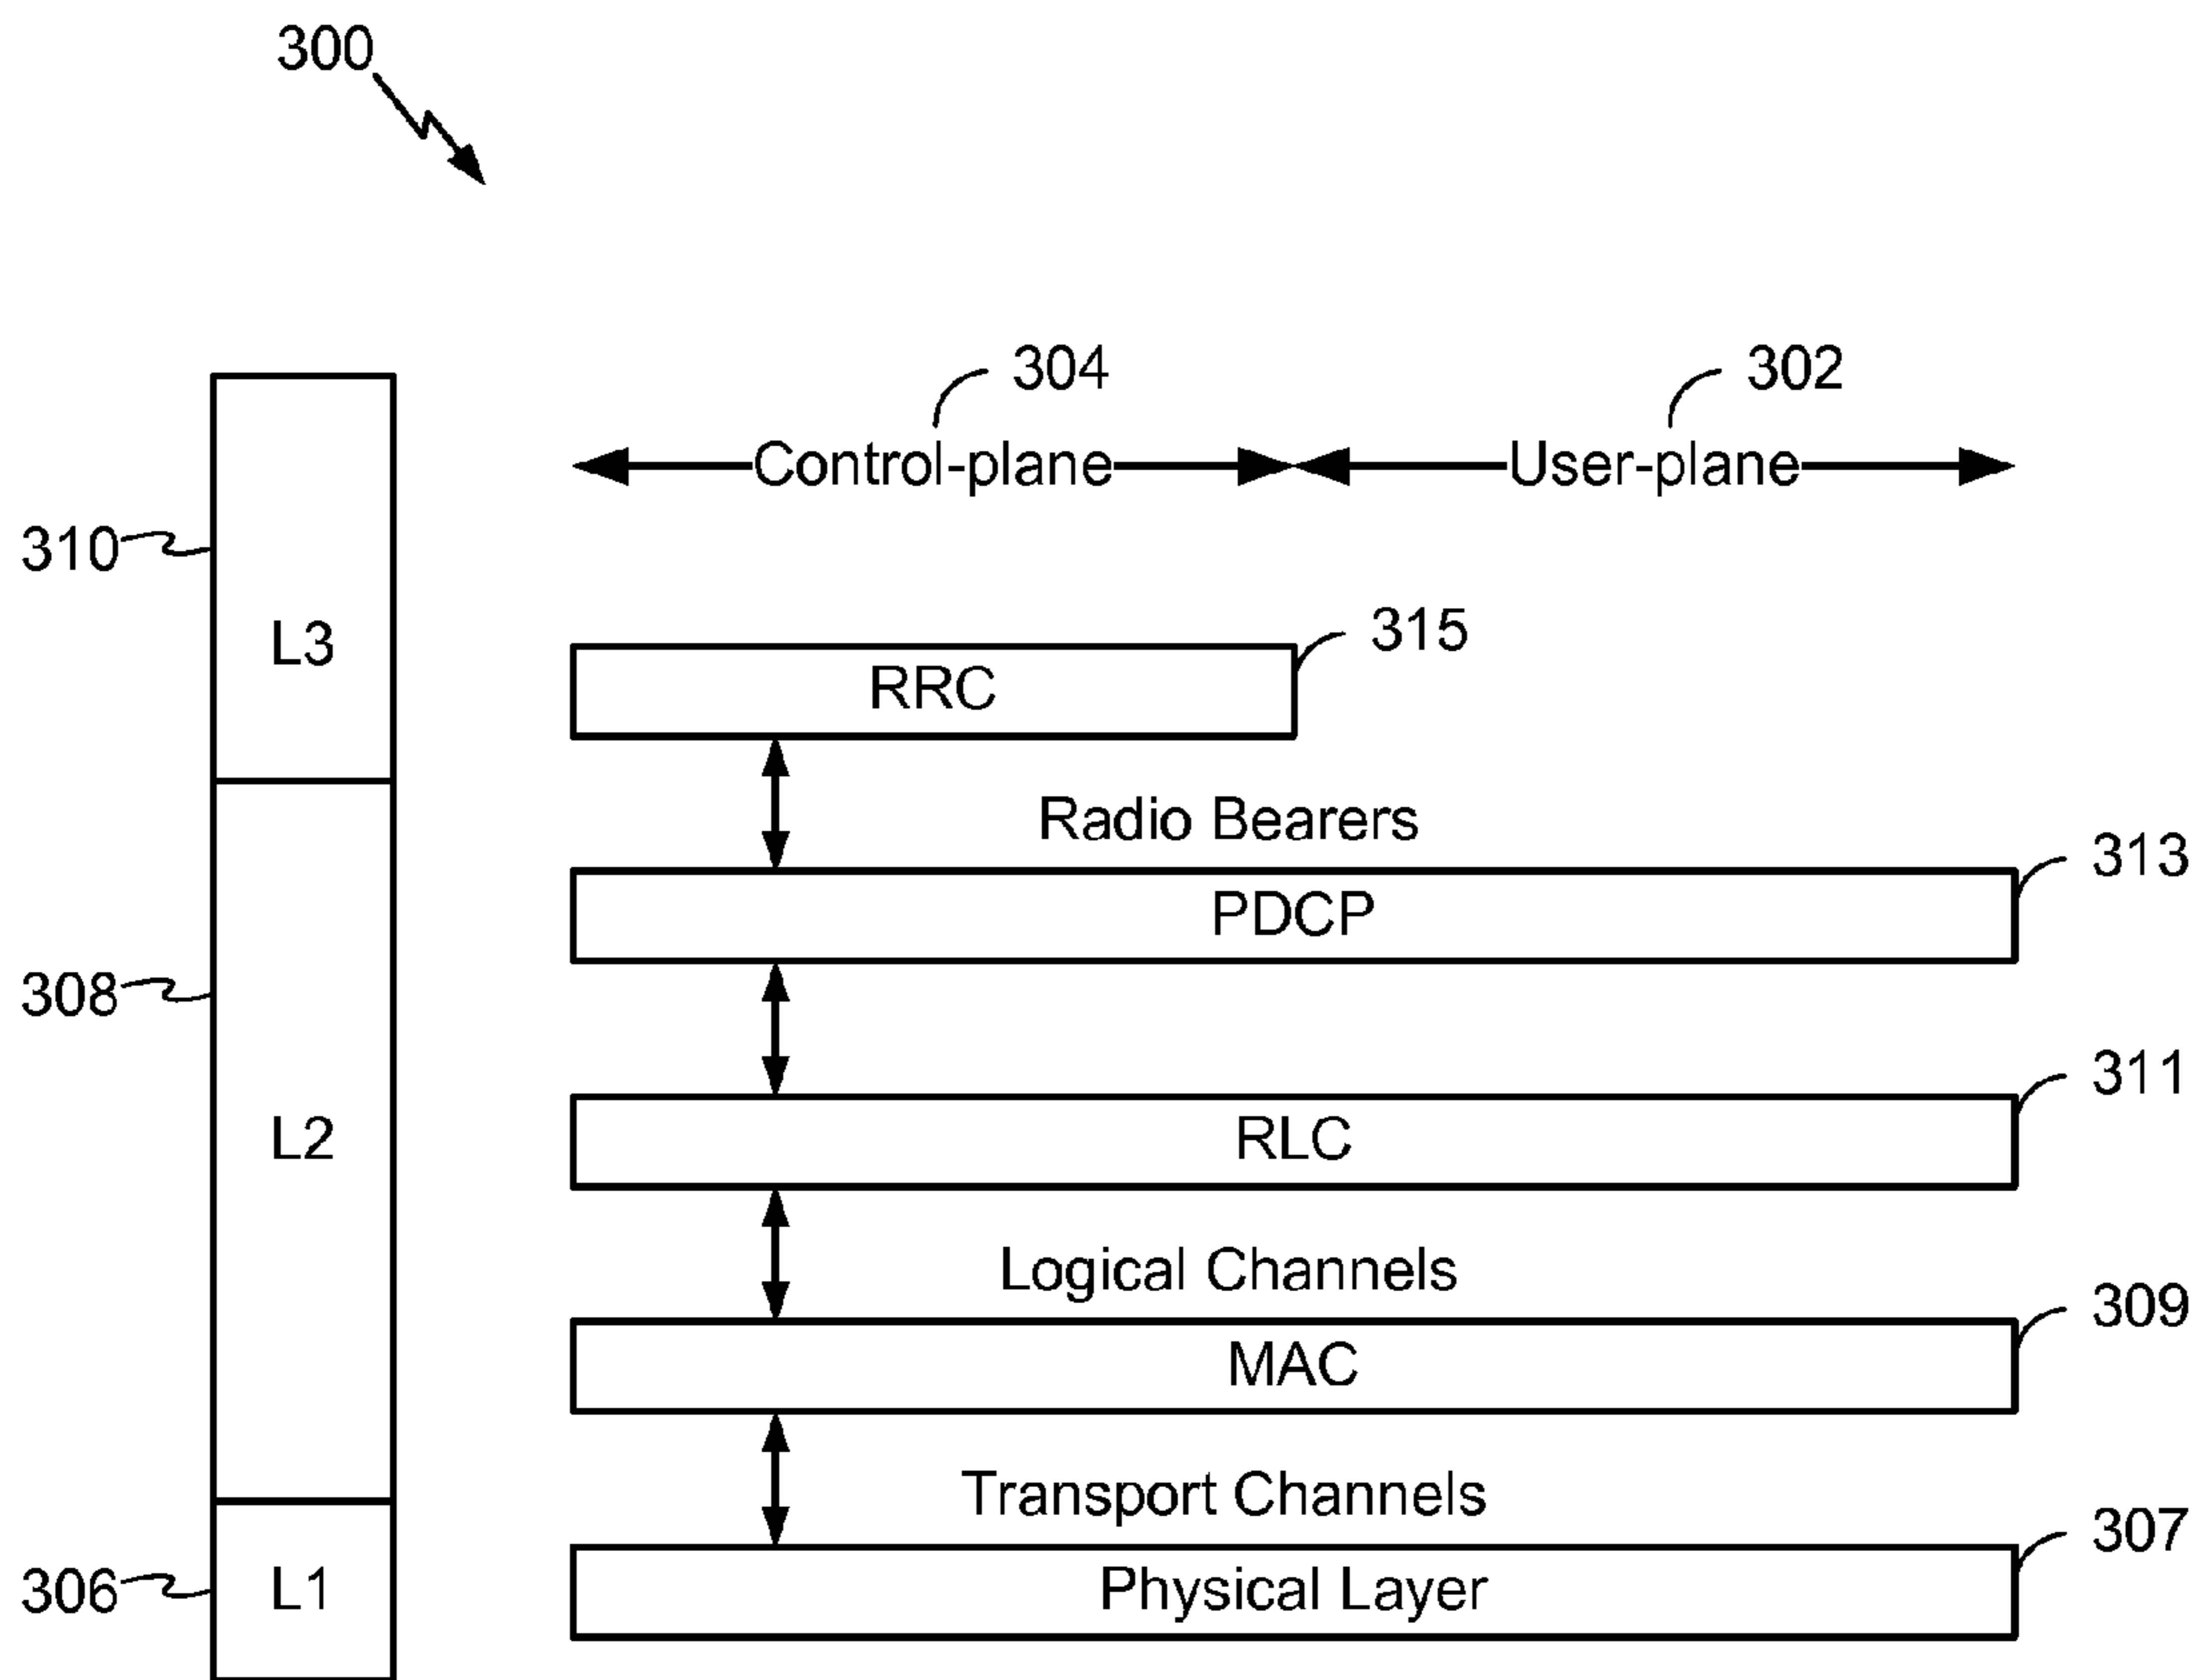 300
304
302
Control-plane
User-plane
310
L3
315
RRC
Radio Bearers
313
PDCP
308
L2
311
RLC
Logical Channels
309
MAC
Transport Channels
307
306
L1
Physical Layer